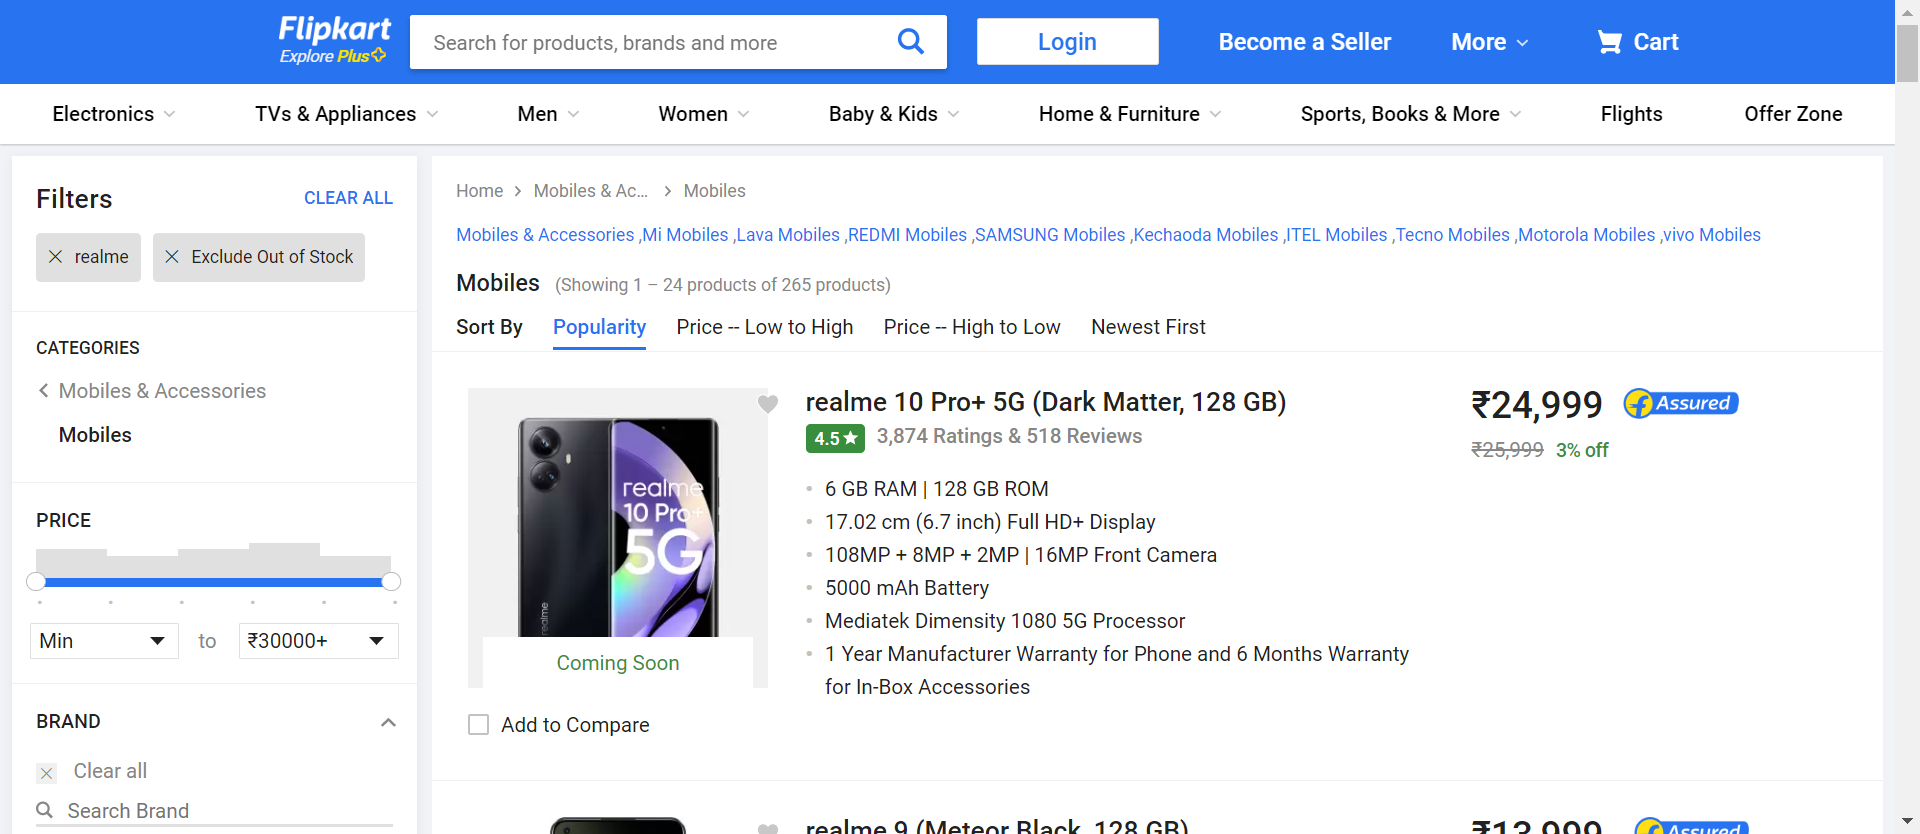 Flipkart
Explore Plus
Search for products, brands and more
Login
Become a Seller
More
Cart
Electronics
TVs & Appliances
Men
Women
Baby & Kids
Home & Furniture
Sports, Books & More
Flights
Offer Zone
Filters
CLEAR ALL
realme
Exclude Out of Stock
CATEGORIES
Mobiles & Accessories
Mobiles
PRICE
Min
to
₹30000+
BRAND
Clear all
Search Brand
Home
Mobiles & Ac...
Mobiles
Mobiles & Accessories ,Mi Mobiles ,Lava Mobiles ,REDMI Mobiles ,SAMSUNG Mobiles ,Kechaoda Mobiles ,ITEL Mobiles ,Tecno Mobiles ,Motorola Mobiles ,vivo Mobiles
Mobiles (Showing 1 – 24 products of 265 products)
Sort By
Popularity
Price -- Low to High
Price -- High to Low
Newest First
realme
10 Pro+
5G
realme
Coming Soon
Add to Compare
realme 10 Pro+ 5G (Dark Matter, 128 GB)
4.5
3,874 Ratings & 518 Reviews
6 GB RAM | 128 GB ROM
17.02 cm (6.7 inch) Full HD+ Display
108MP + 8MP + 2MP | 16MP Front Camera
5000 mAh Battery
Mediatek Dimensity 1080 5G Processor
1 Year Manufacturer Warranty for Phone and 6 Months Warranty
for In-Box Accessories
₹24,999
Assured
₹25,999
3% off
realme 9 (Meteor Black, 128 GB)
₹13,999
Assured